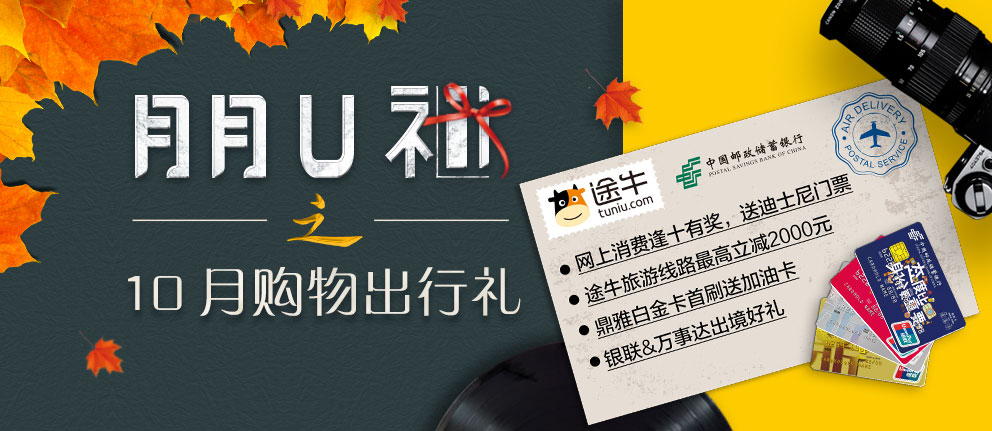 月月U礼
之
10月购物出行礼
途牛
tuniu.com
中国邮政储蓄银行
POSTAL SAVINGS BANK OF CHINA
AIR DELIVERY
POSTAL SERVICE
网上消费逢十有奖，送迪士尼门票
途牛旅游线路最高立减2000元
鼎雅白金卡首刷送加油卡
银联&万事达出境好礼